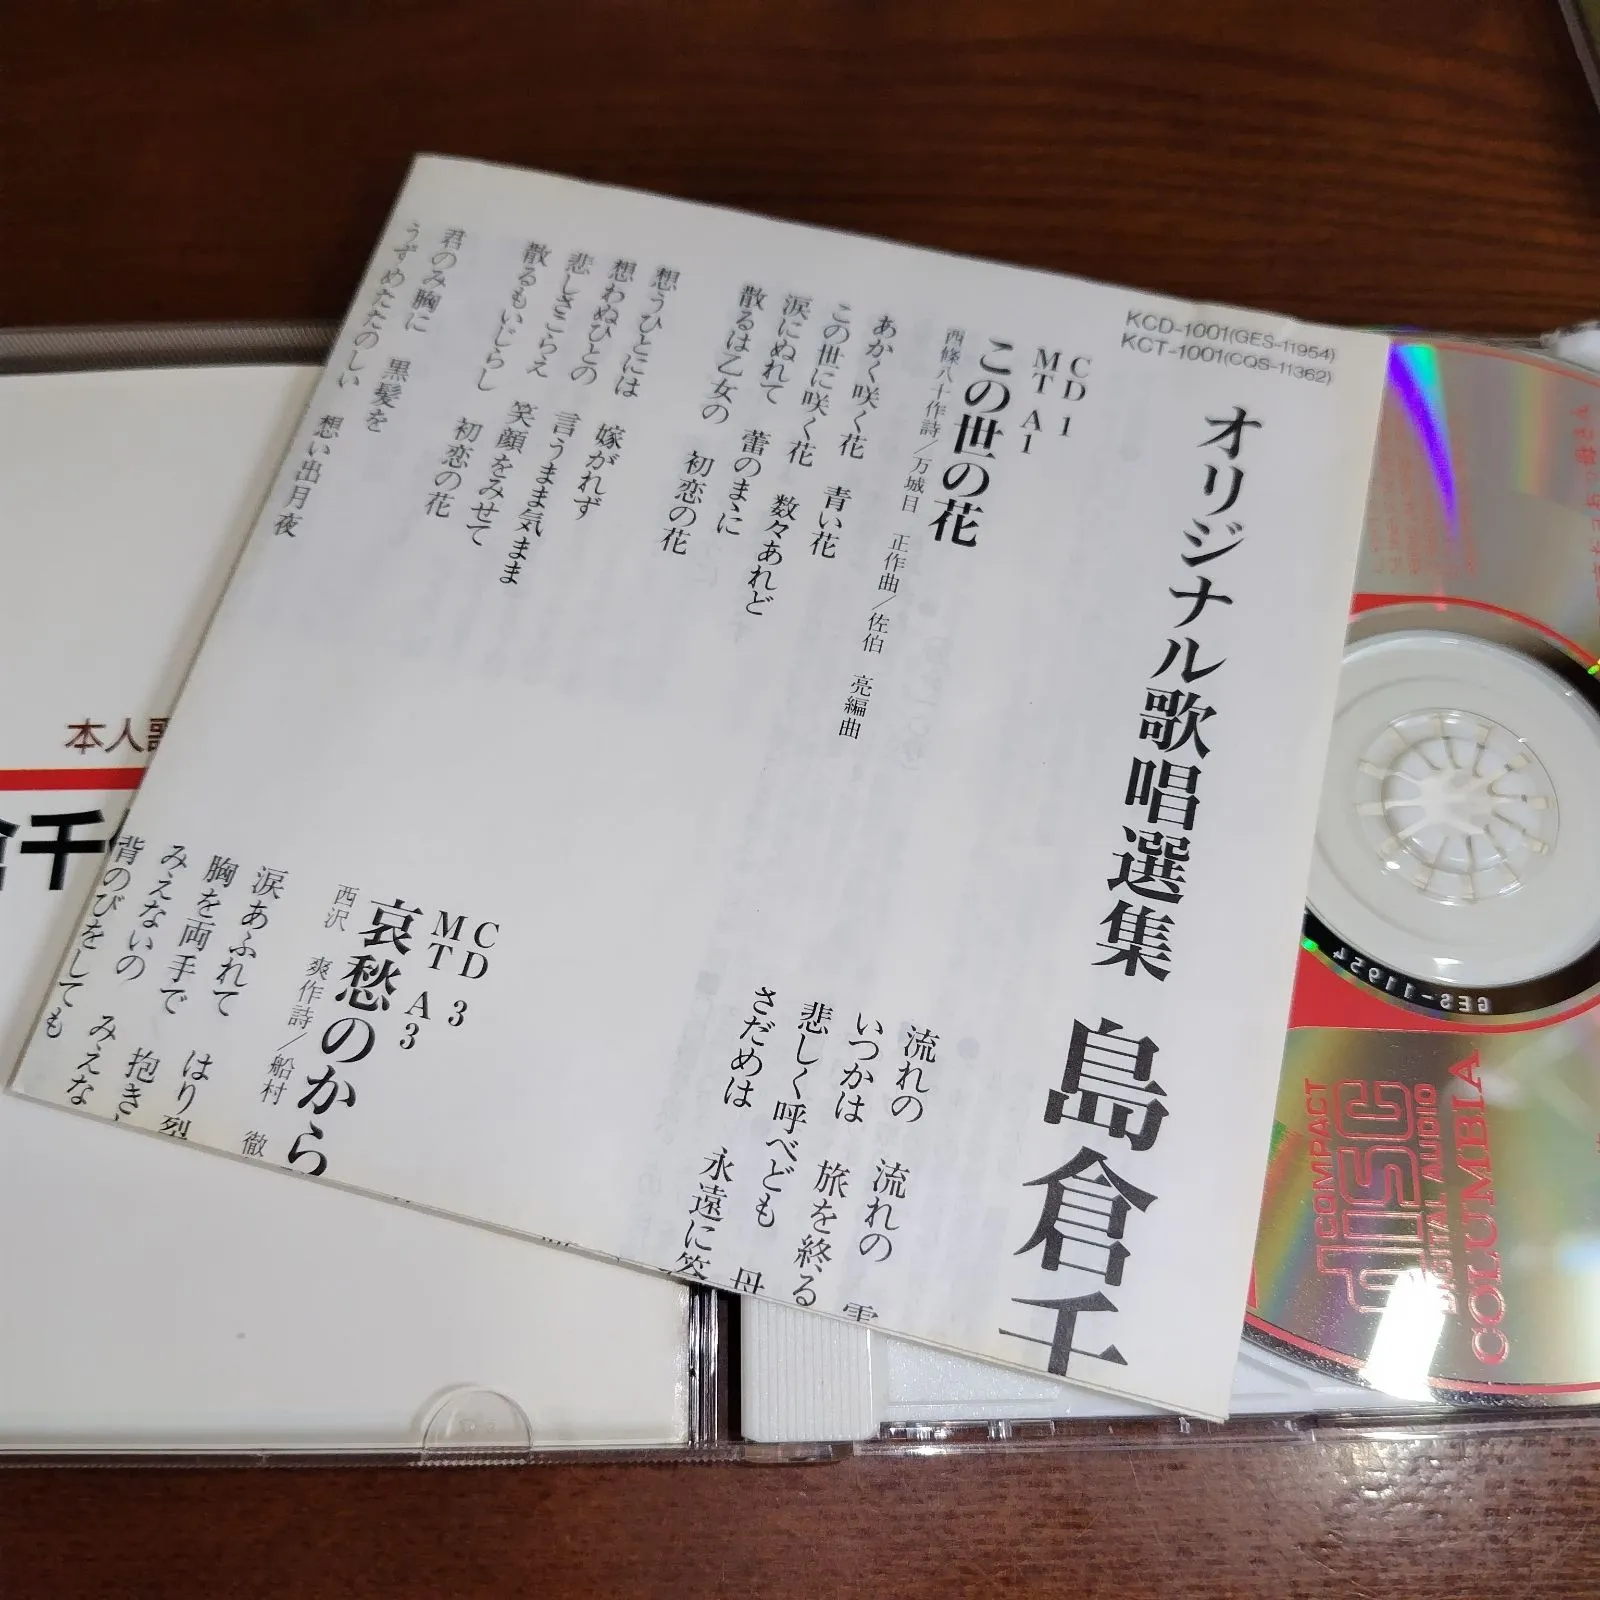 KCD-1001(GES-11954)
KCT-1001(CQS-11362)
オリジナル歌唱選集 島倉千
CD 1
MT A1
この世の花
西條八十作詩/万城目 正作曲/佐伯 亮編曲
あかく咲く花 青い花
この世に咲く花 数々あれど
涙にぬれて 蕾のまゝに
散るは乙女の 初恋の花
想うひとには 嫁がれず
想わぬひとの 言うまま気まま
悲しさこらえ 笑顔をみせて
散るもいじらし 初恋の花
君のみ胸に 黒髪を
うずめたたのしい 想い出月夜
流れの 流れの
いつかは 旅を終る
悲しく呼べども 母
さだめは 永遠に
CD 3
MT A3
哀愁のから
西沢 爽作詩/船村 徹
涙あふれて はり裂
胸を両手で 抱き
みえないの みえな
背のびをしても
本人歌
倉千
GES-11954
COMPACT
disc
DIGITAL AUDIO
COLUMBIA